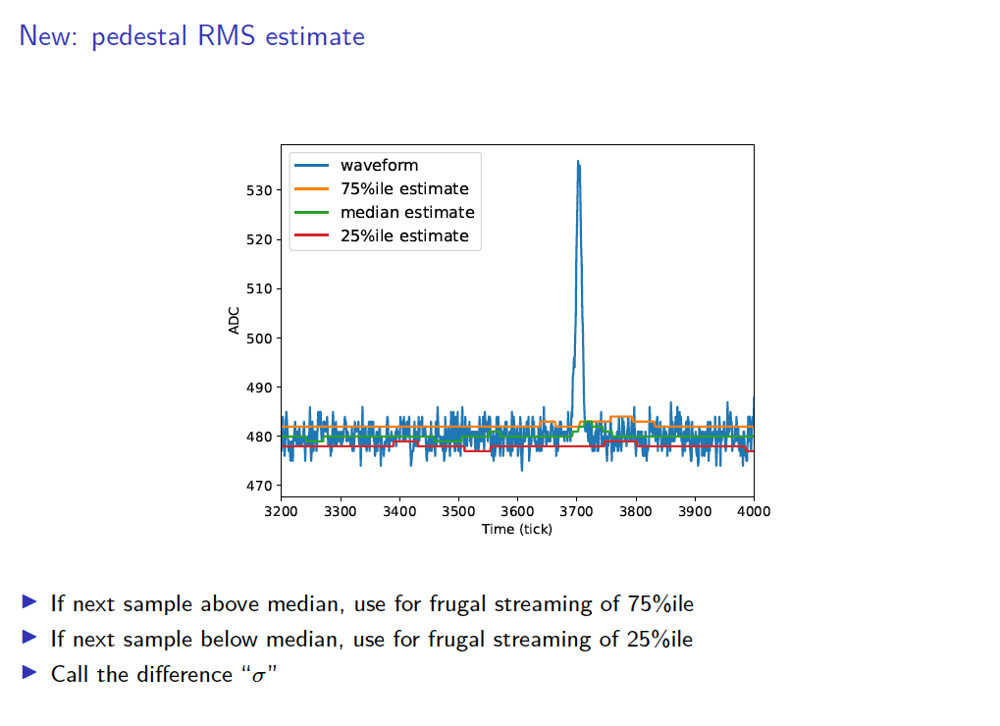 New: pedestal RMS estimate
waveform
75%ile estimate
median estimate
25%ile estimate
530
520
510
500
490
480
470
ADC
3200 3300 3400 3500 3600 3700 3800 3900 4000
Time (tick)
▶ If next sample above median, use for frugal streaming of 75%ile
▶ If next sample below median, use for frugal streaming of 25%ile
▶ Call the difference “σ”